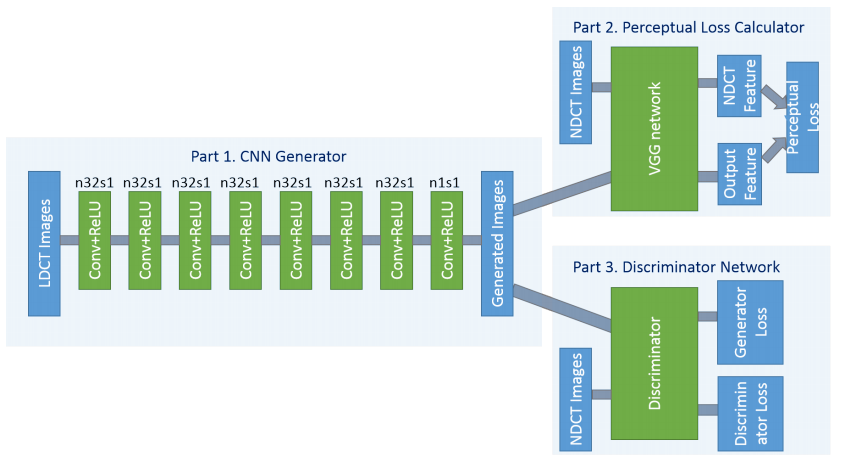 Part 1. CNN Generator
n32s1 n32s1 n32s1 n32s1 n32s1 n32s1 n32s1 n1s1
LDCT Images
Conv+ReLU
Conv+ReLU
Conv+ReLU
Conv+ReLU
Conv+ReLU
Conv+ReLU
Conv+ReLU
Conv+ReLU
Generated Images
Part 2. Perceptual Loss Calculator
NDCT Images
VGG network
NDCT
Feature
Output
Feature
Perceptual
Loss
Part 3. Discriminator Network
NDCT Images
Discriminator
Generator
Loss
Discrimin
ator Loss